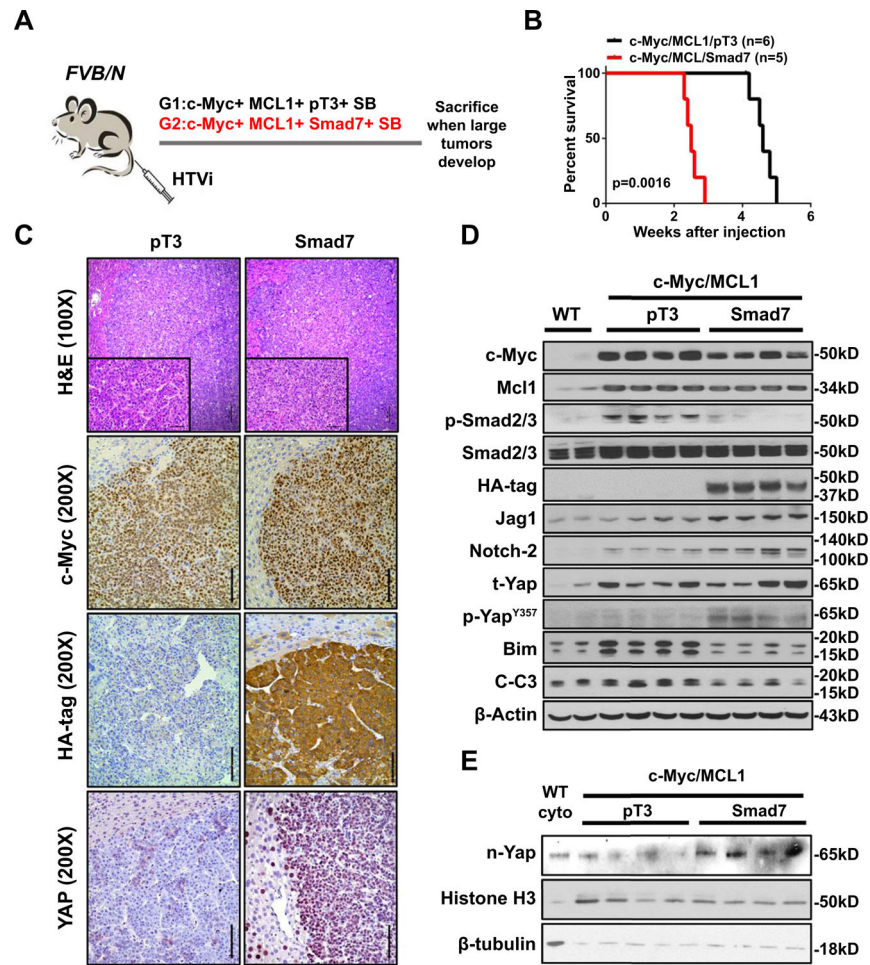 A
FVB/N
G1:c-Myc+ MCL1+ pT3+ SB
G2:c-Myc+ MCL1+ Smad7+ SB
HTVi
Sacrifice
when large
tumors
develop
B
c-Myc/MCL1/pT3 (n=6)
c-Myc/MCL/Smad7 (n=5)
Percent survival
100
50
0
p=0.0016
0 2 4 6
Weeks after injection
C
pT3 Smad7
H&E (100X)
c-Myc (200X)
HA-tag (200X)
YAP (200X)
D
c-Myc/MCL1
WT pT3 Smad7
c-Myc -50kD
Mcl1 -34kD
p-Smad2/3 -50kD
Smad2/3 -50kD
HA-tag -50kD
-37kD
Jag1 -150kD
Notch-2 -140kD
-100kD
t-Yap -65kD
p-YapY357 -65kD
Bim -20kD
-15kD
C-C3 -20kD
-15kD
β-Actin -43kD
E
c-Myc/MCL1
WT
cyto pT3 Smad7
n-Yap -65kD
Histone H3 -50kD
β-tubulin -18kD